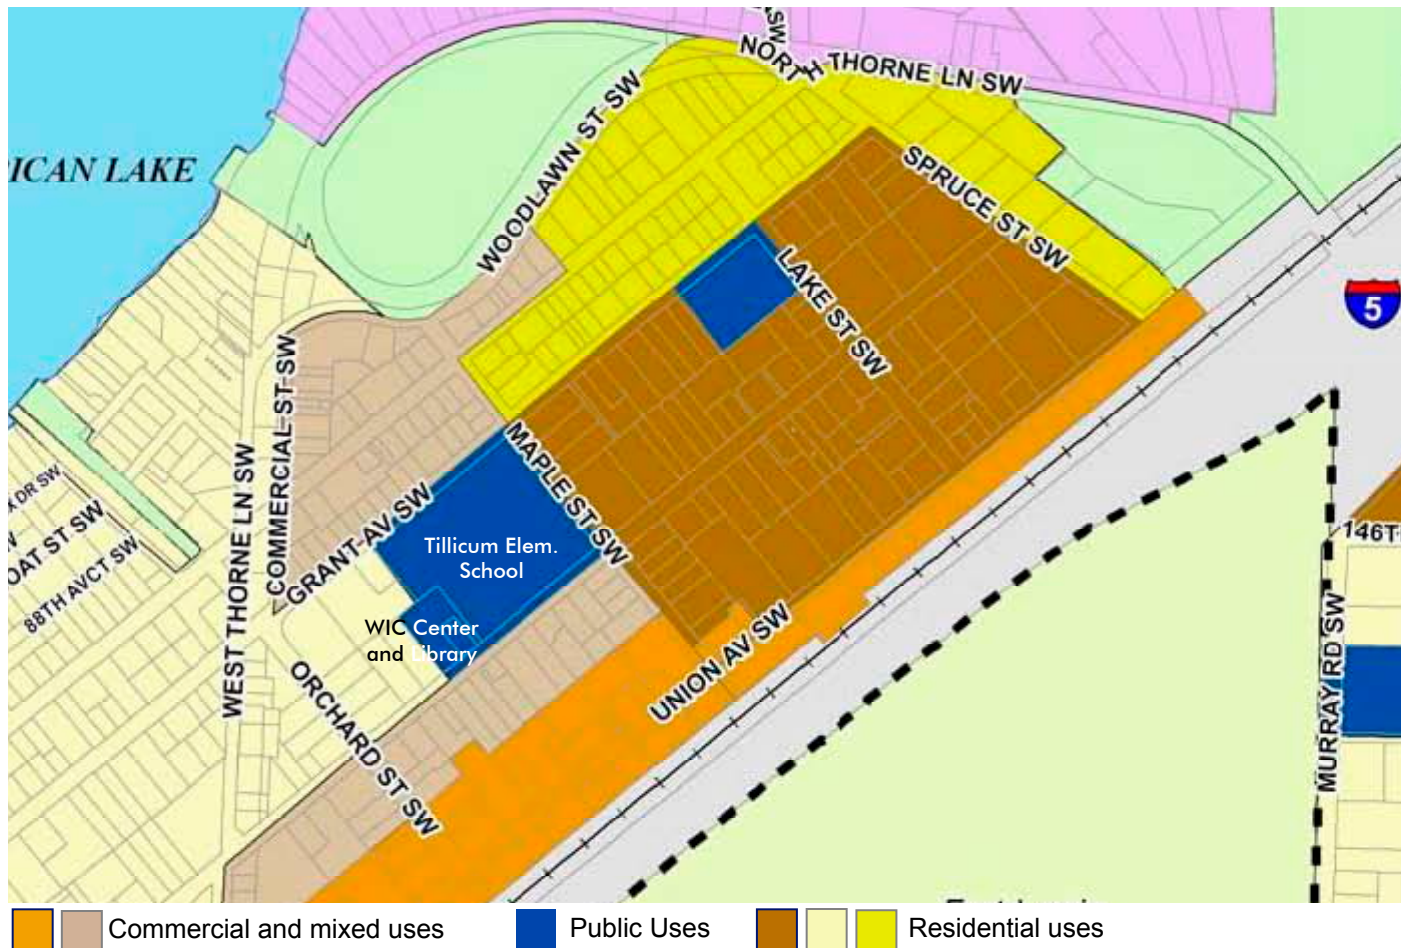 SW
NORTH THORNE LN SW
ICAN LAKE
WOODLAWN ST SW
SPRUCE ST SW
LAKE ST SW
5
COMMERCIAL ST SW
WEST THORNE LN SW
GRANT AV SW
MAPLE ST SW
Tillicum Elem.
School
DR SW
OAT ST SW
88TH AVCT SW
WIC Center
and Library
ORCHARD ST SW
UNION AV SW
146T
MURRAY RD SW
Commercial and mixed uses
Public Uses
Residential uses